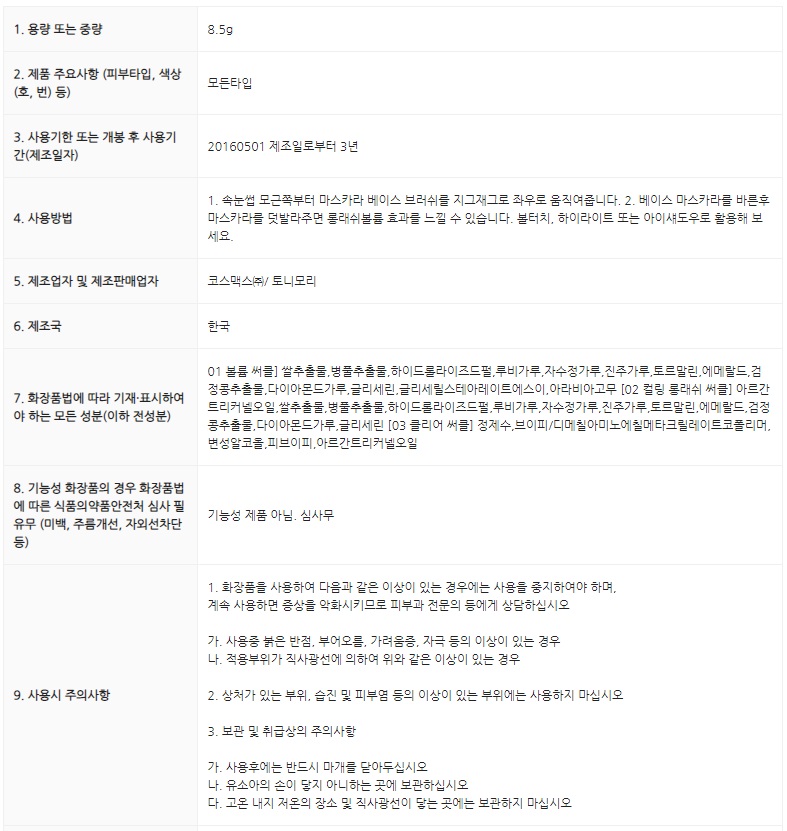 1. 용량 또는 중량
8.5g
2. 제품 주요사항 (피부타입, 색상
(호, 번) 등)
모든타입
3. 사용기한 또는 개봉 후 사용기
간(제조일자)
20160501 제조일로부터 3년
4. 사용방법
1. 속눈썹 모근쪽부터 마스카라 베이스 브러쉬를 지그재그로 좌우로 움직여줍니다. 2. 베이스 마스카라를 바른후
마스카라를 덧발라주면 롱래쉬볼륨 효과를 느낄 수 있습니다. 볼터치, 하이라이트 또는 아이섀도우로 활용해 보
세요.
5. 제조업자 및 제조판매업자
코스맥스㈜/ 토니모리
6. 제조국
한국
7. 화장품법에 따라 기재·표시하여
야 하는 모든 성분(이하 전성분)
01 볼륨 써클] 쌀추출물,병풀추출물,하이드롤라이즈드펄,루비가루,자수정가루,진주가루,토르말린,에메랄드,검
정콩추출물,다이아몬드가루,글리세린,글리세릴스테아레이트에스이,아라비아고무 [02 컬링 롱래쉬 써클] 아르간
트리커넬오일,쌀추출물,병풀추출물,하이드롤라이즈드펄,루비가루,자수정가루,진주가루,토르말린,에메랄드,검정
콩추출물,다이아몬드가루,글리세린 [03 클리어 써클] 정제수,브이피/디메칠아미노에칠메타크릴레이트코폴리머,
변성알코올,피브이피,아르간트리커넬오일
8. 기능성 화장품의 경우 화장품법
에 따른 식품의약품안전처 심사 필
유무 (미백, 주름개선, 자외선차단
등)
기능성 제품 아님. 심사무
9. 사용시 주의사항
1. 화장품을 사용하여 다음과 같은 이상이 있는 경우에는 사용을 중지하여야 하며,
계속 사용하면 증상을 악화시키므로 피부과 전문의 등에게 상담하십시오
가. 사용중 붉은 반점, 부어오름, 가려움증, 자극 등의 이상이 있는 경우
나. 적용부위가 직사광선에 의하여 위와 같은 이상이 있는 경우
2. 상처가 있는 부위, 습진 및 피부염 등의 이상이 있는 부위에는 사용하지 마십시오
3. 보관 및 취급상의 주의사항
가. 사용후에는 반드시 마개를 닫아두십시오
나. 유소아의 손이 닿지 아니하는 곳에 보관하십시오
다. 고온 내지 저온의 장소 및 직사광선이 닿는 곳에는 보관하지 마십시오